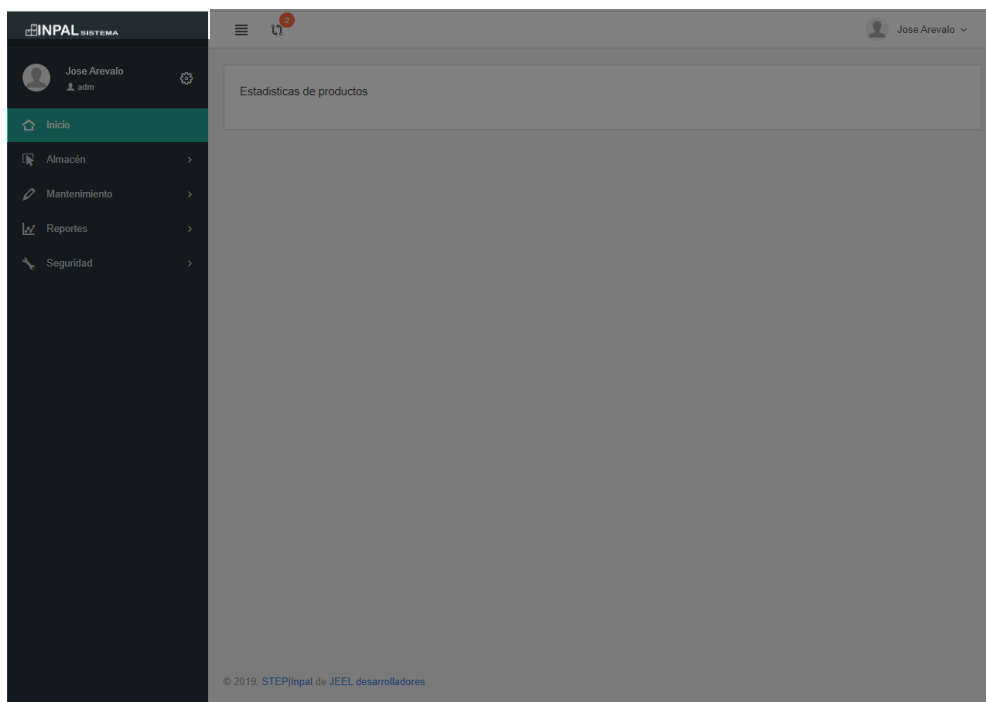 INPAL SISTEMA
2
Jose Arevalo
Jose Arevalo
adm
Estadisticas de productos
Inicio
Almacén
Mantenimiento
Reportes
Seguridad
© 2019. STEP|Inpal de JEEL desarrolladores